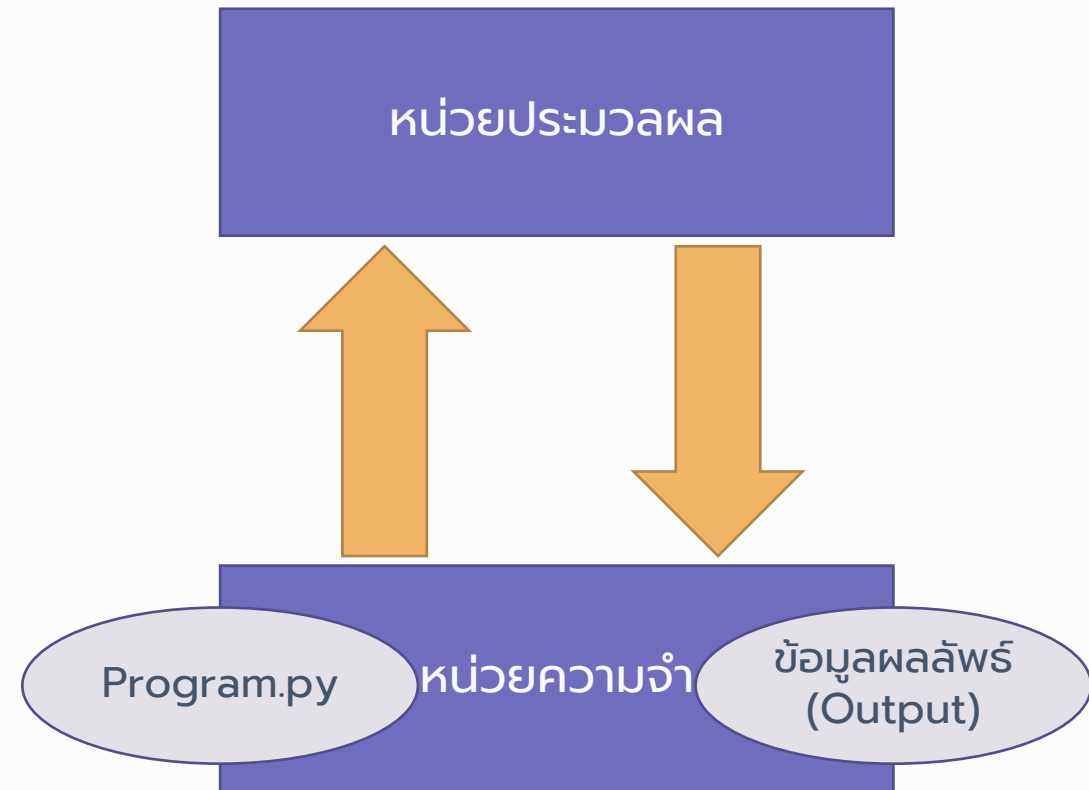 หน่วยประมวลผล
Program.py
หน่วยความจำ
ข้อมูลผลลัพธ์
(Output)